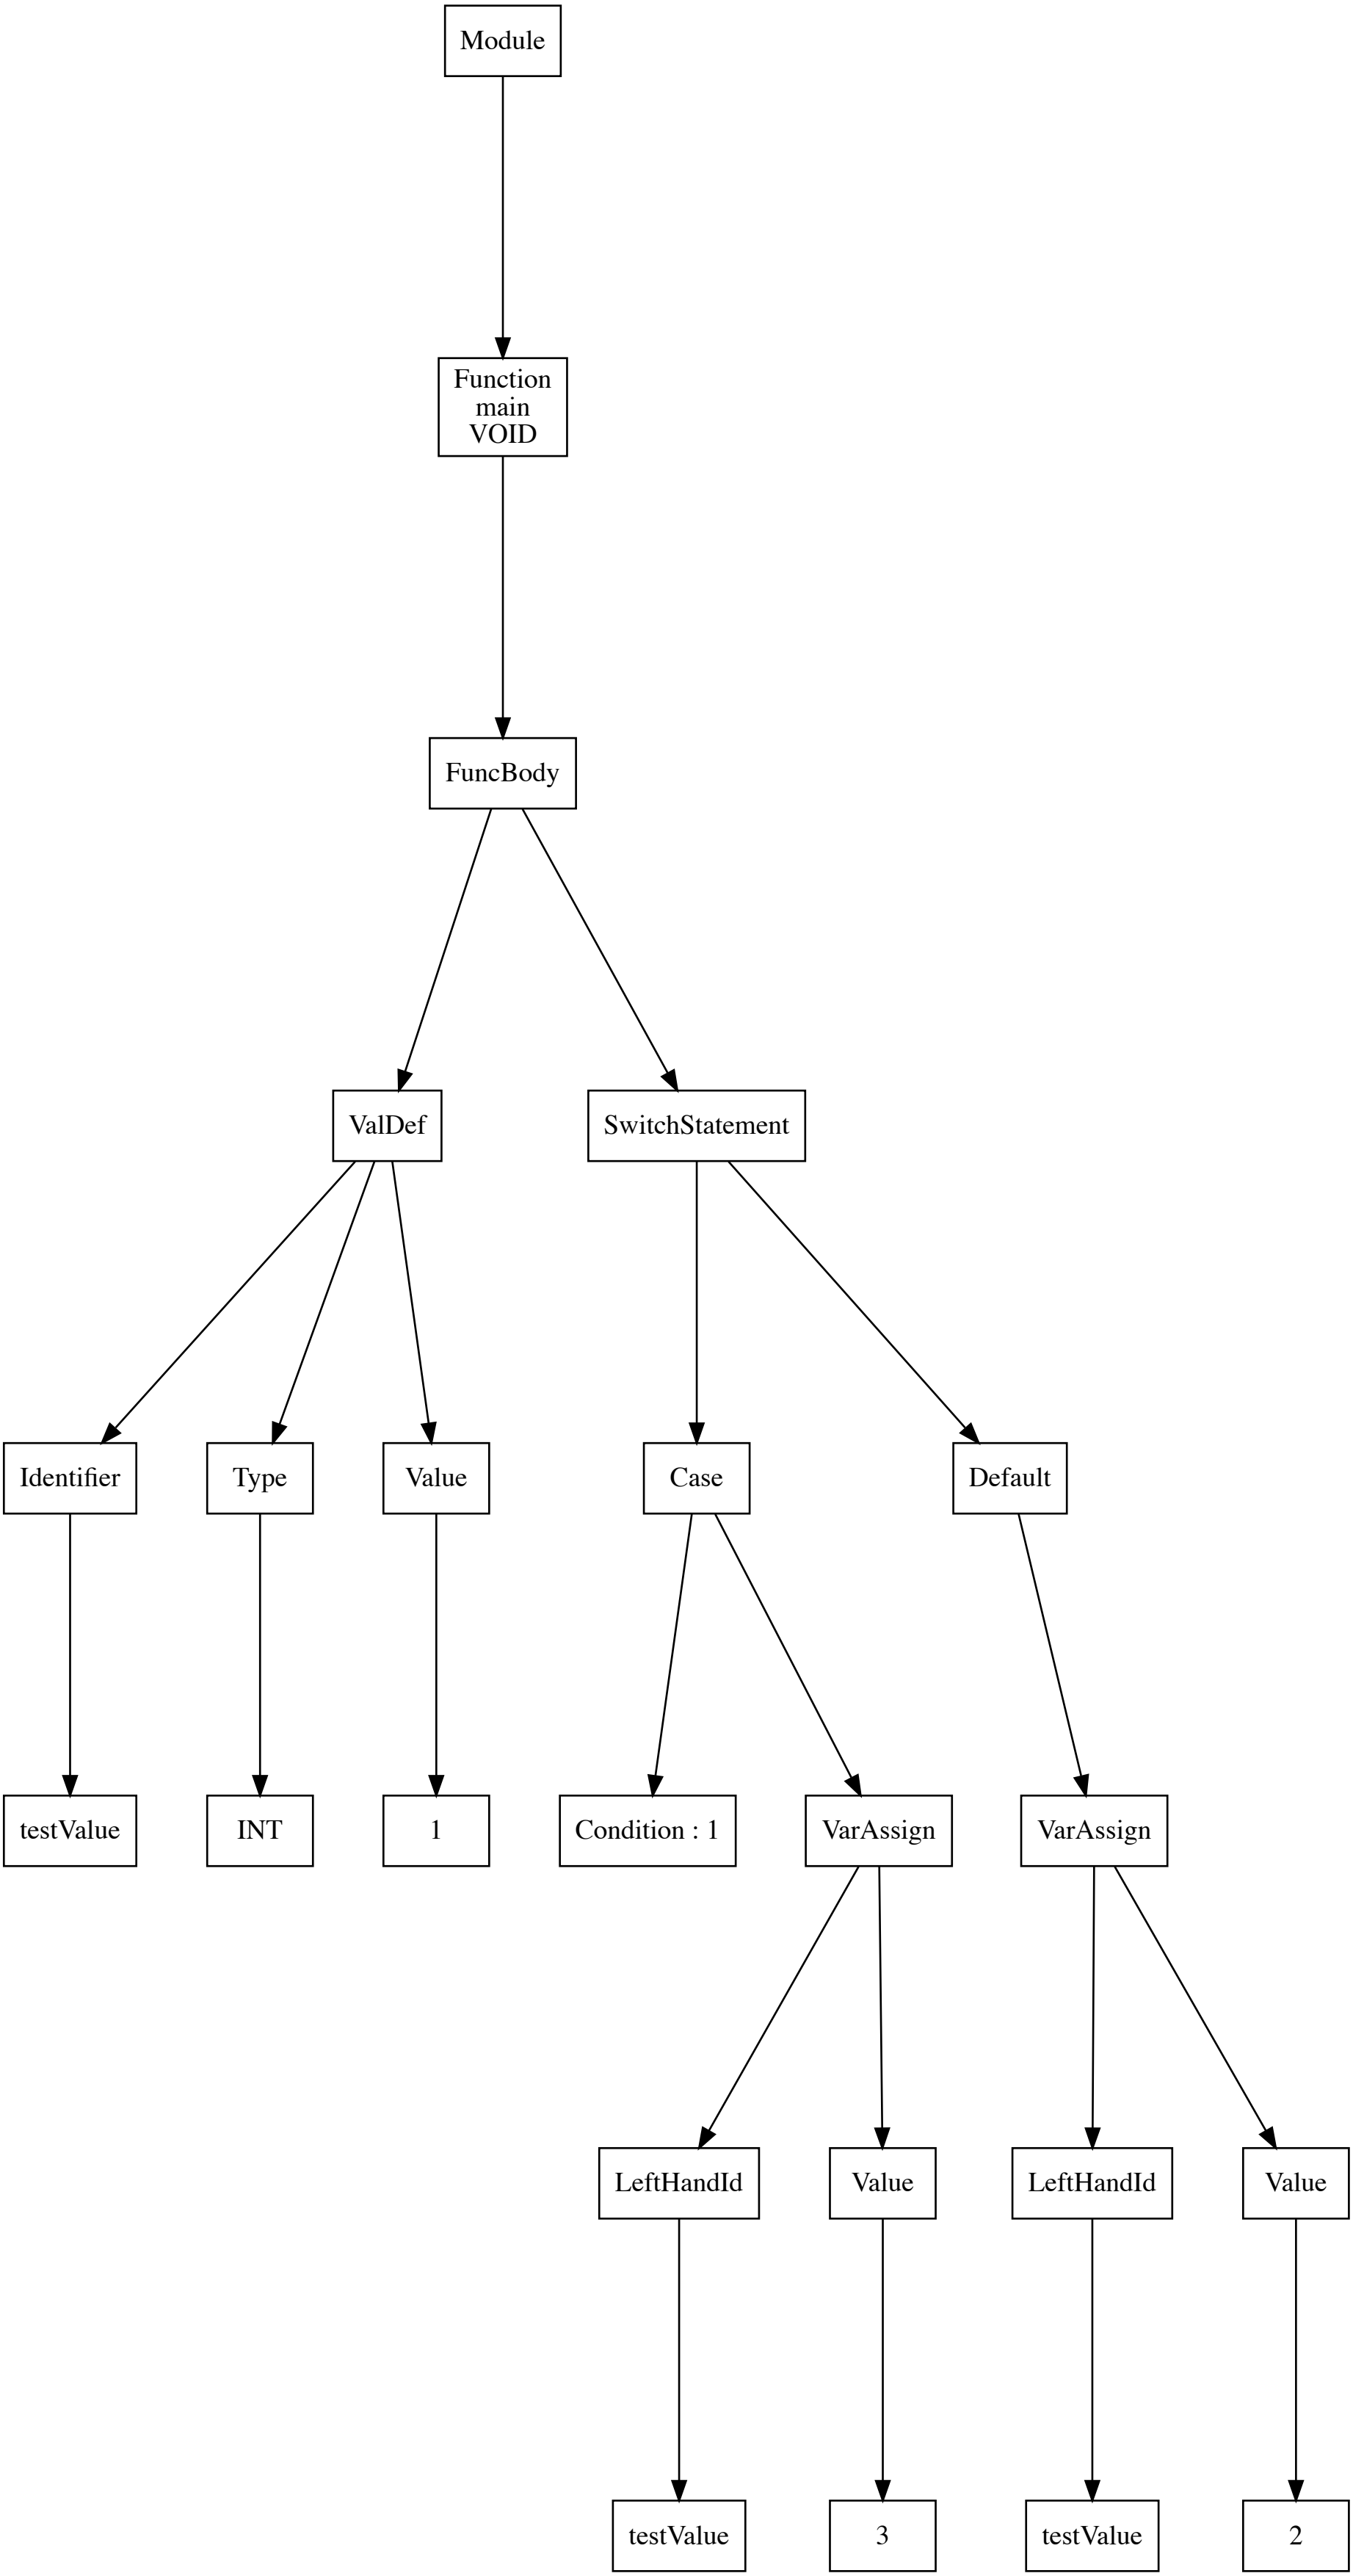 Module
Function
main
VOID
FuncBody
ValDef
SwitchStatement
Identifier
Type
Value
Case
Default
testValue
INT
1
Condition : 1
VarAssign
VarAssign
LeftHandId
Value
LeftHandId
Value
testValue
3
testValue
2